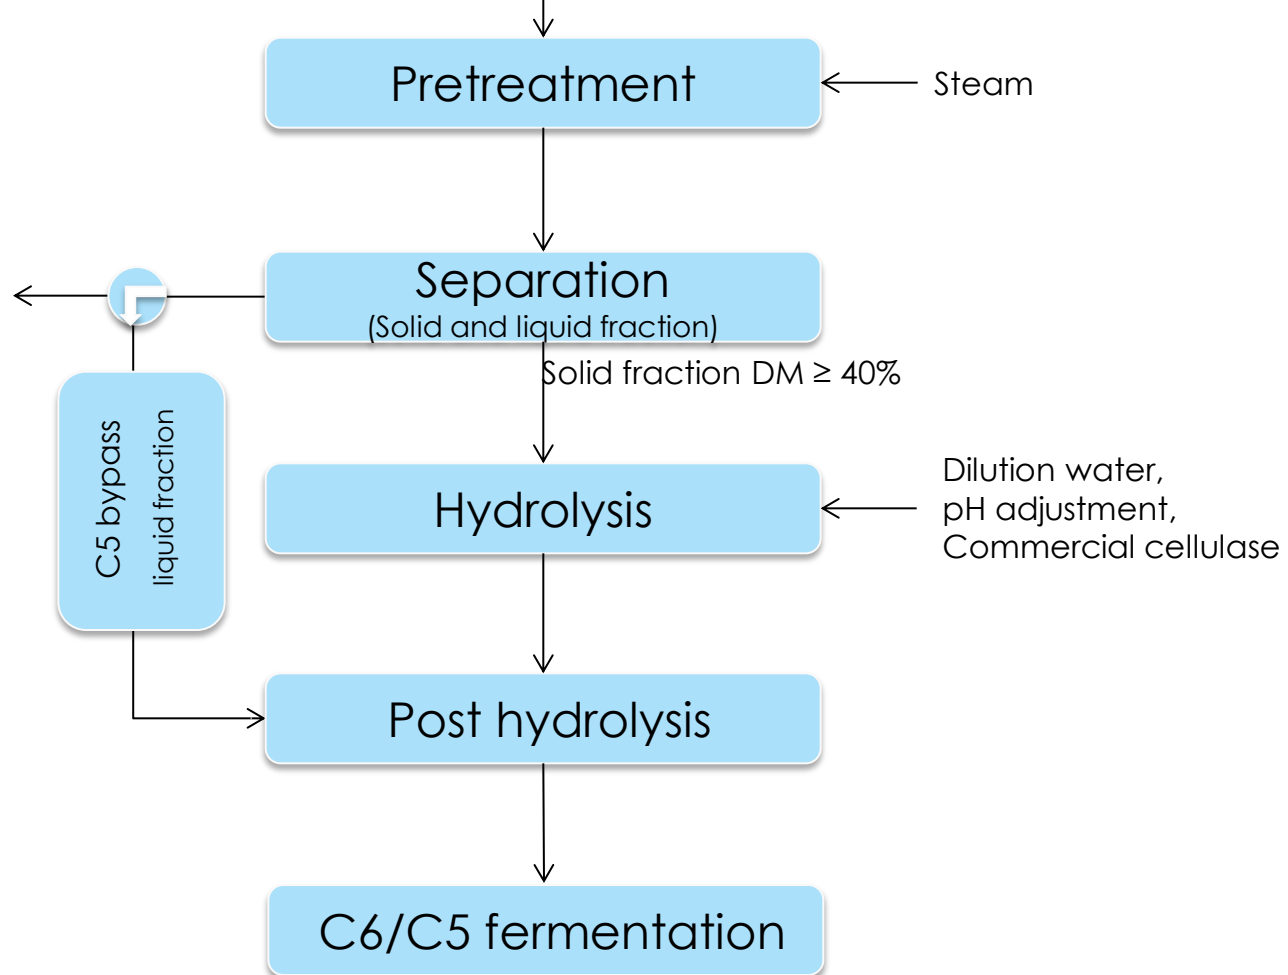 Pretreatment
Steam
Separation
(Solid and liquid fraction)
Solid fraction DM ≥ 40%
C5 bypass
liquid fraction
Hydrolysis
Dilution water,
pH adjustment,
Commercial cellulase
Post hydrolysis
C6/C5 fermentation